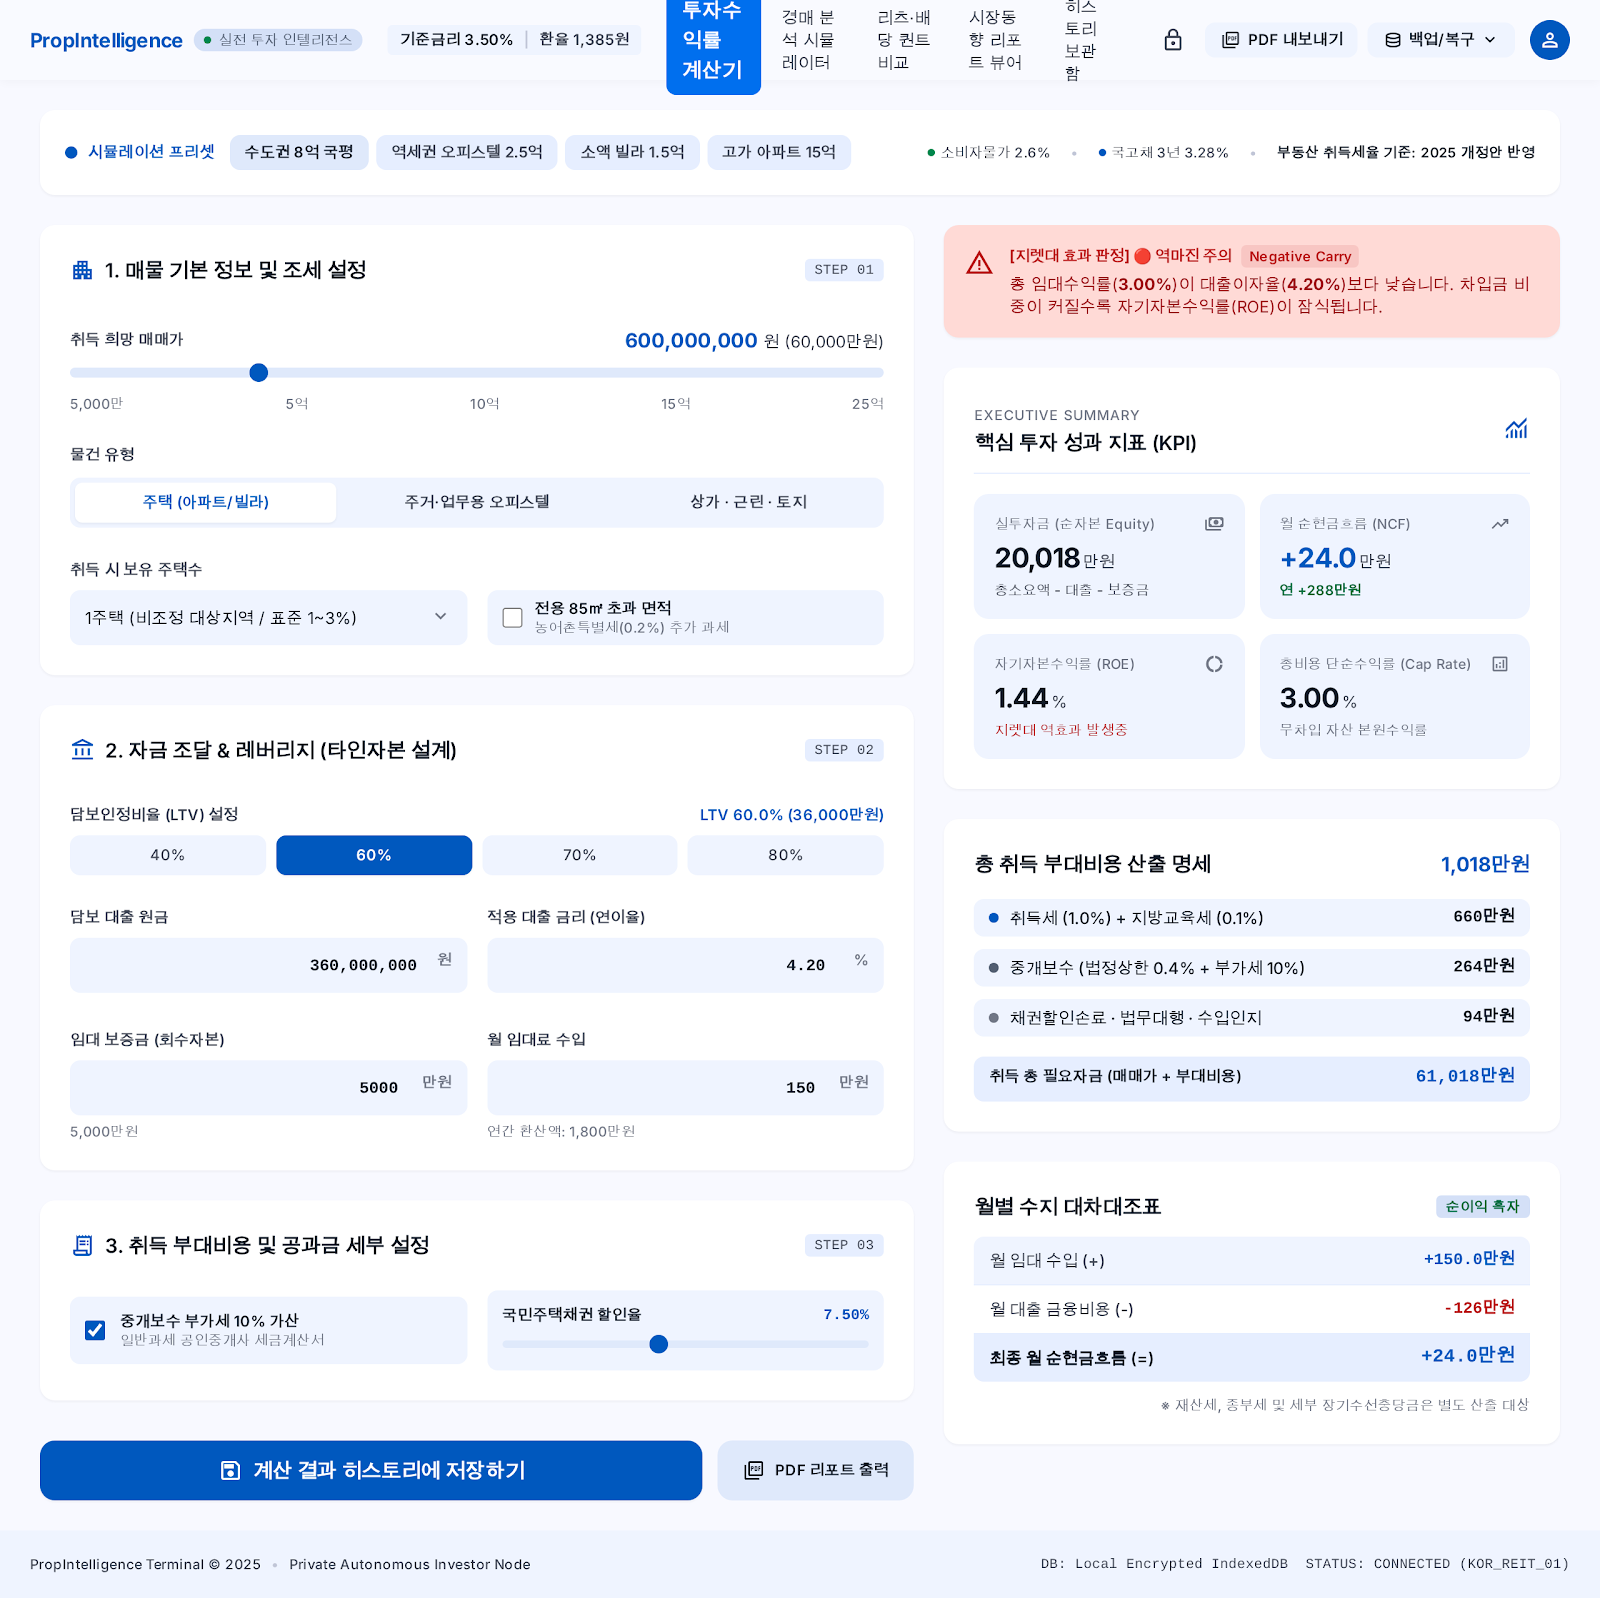 PropIntelligence
실전 투자 인텔리전스
기준금리 3.50% | 환율 1,385원
투자수
익률
계산기
경매 분
석 시뮬
레이터
리츠·배
당 퀀트
비교
시장동
향 리포
트 뷰어
히스
토리
보관
함
PDF 내보내기
백업/복구
시뮬레이션 프리셋
수도권 8억 국평
역세권 오피스텔 2.5억
소액 빌라 1.5억
고가 아파트 15억
소비자물가 2.6%
국고채 3년 3.28%
부동산 취득세율 기준: 2025 개정안 반영
1. 매물 기본 정보 및 조세 설정
STEP 01
취득 희망 매매가
600,000,000 원 (60,000만원)
5,000만
5억
10억
15억
25억
물건 유형
주택 (아파트/빌라)
주거·업무용 오피스텔
상가 · 근린 · 토지
취득 시 보유 주택수
1주택 (비조정 대상지역 / 표준 1~3%)
전용 85㎡ 초과 면적
농어촌특별세(0.2%) 추가 과세
2. 자금 조달 & 레버리지 (타인자본 설계)
STEP 02
담보인정비율 (LTV) 설정
LTV 60.0% (36,000만원)
40%
60%
70%
80%
담보 대출 원금
360,000,000 원
적용 대출 금리 (연이율)
4.20 %
임대 보증금 (회수자본)
5000 만원
5,000만원
월 임대료 수입
150 만원
연간 환산액: 1,800만원
3. 취득 부대비용 및 공과금 세부 설정
STEP 03
중개보수 부가세 10% 가산
일반과세 공인중개사 세금계산서
국민주택채권 할인율
7.50%
계산 결과 히스토리에 저장하기
PDF 리포트 출력
[지렛대 효과 판정] 🔴 역마진 주의 Negative Carry
총 임대수익률(3.00%)이 대출이자율(4.20%)보다 낮습니다. 차입금 비
중이 커질수록 자기자본수익률(ROE)이 잠식됩니다.
EXECUTIVE SUMMARY
핵심 투자 성과 지표 (KPI)
실투자금 (순자본 Equity)
20,018만원
총소요액 - 대출 - 보증금
월 순현금흐름 (NCF)
+24.0만원
연 +288만원
자기자본수익률 (ROE)
1.44%
지렛대 역효과 발생중
총비용 단순수익률 (Cap Rate)
3.00%
무차입 자산 본원수익률
총 취득 부대비용 산출 명세
1,018만원
취득세 (1.0%) + 지방교육세 (0.1%)
660만원
중개보수 (법정상한 0.4% + 부가세 10%)
264만원
채권할인손료 · 법무대행 · 수입인지
94만원
취득 총 필요자금 (매매가 + 부대비용)
61,018만원
월별 수지 대차대조표
순이익 흑자
월 임대 수입 (+)
+150.0만원
월 대출 금융비용 (-)
-126만원
최종 월 순현금흐름 (=)
+24.0만원
※ 재산세, 종부세 및 세부 장기수선충당금은 별도 산출 대상
PropIntelligence Terminal © 2025 • Private Autonomous Investor Node
DB: Local Encrypted IndexedDB STATUS: CONNECTED (KOR_REIT_01)